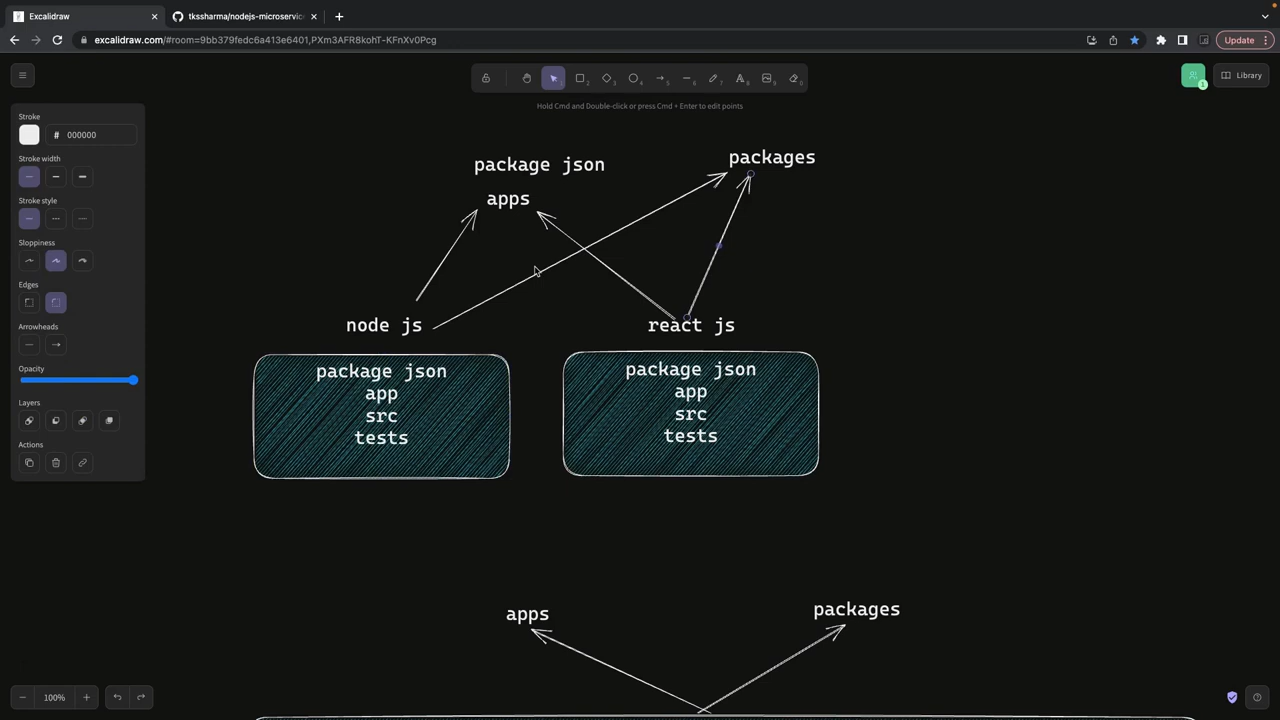 Excalidraw
tkssharma/nodejs-microservic
excalidraw.com/#room=9bb379fedc6a413e6401,PXm3AFR8kohT-KFnXv0Pcg
Update
Library
1
Hold Cmd and Double-click or press Cmd + Enter to edit points
Stroke
# 000000
Stroke width
Stroke style
Sloppiness
Edges
Arrowheads
Opacity
Layers
Actions
package json
packages
apps
node js
react js
package json
app
src
tests
package json
app
src
tests
apps
packages
100%